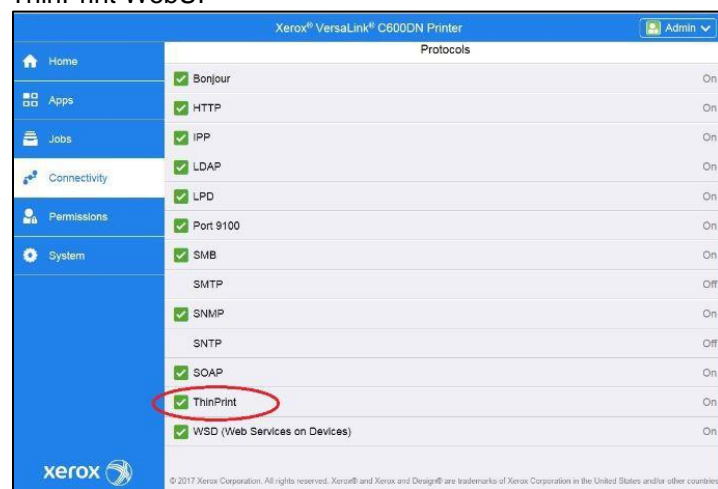 ThinPrint WebUI
Xerox® VersaLink® C600DN Printer
Admin
Home
Apps
Jobs
Connectivity
Permissions
System
Protocols
Bonjour On
HTTP On
IPP On
LDAP On
LPD On
Port 9100 On
SMB On
SMTP Off
SNMP On
SNTP Off
SOAP On
ThinPrint On
WSD (Web Services on Devices) On
xerox
© 2017 Xerox Corporation. All rights reserved. Xerox® and Xerox and Design® are trademarks of Xerox Corporation in the United States and/or other countries